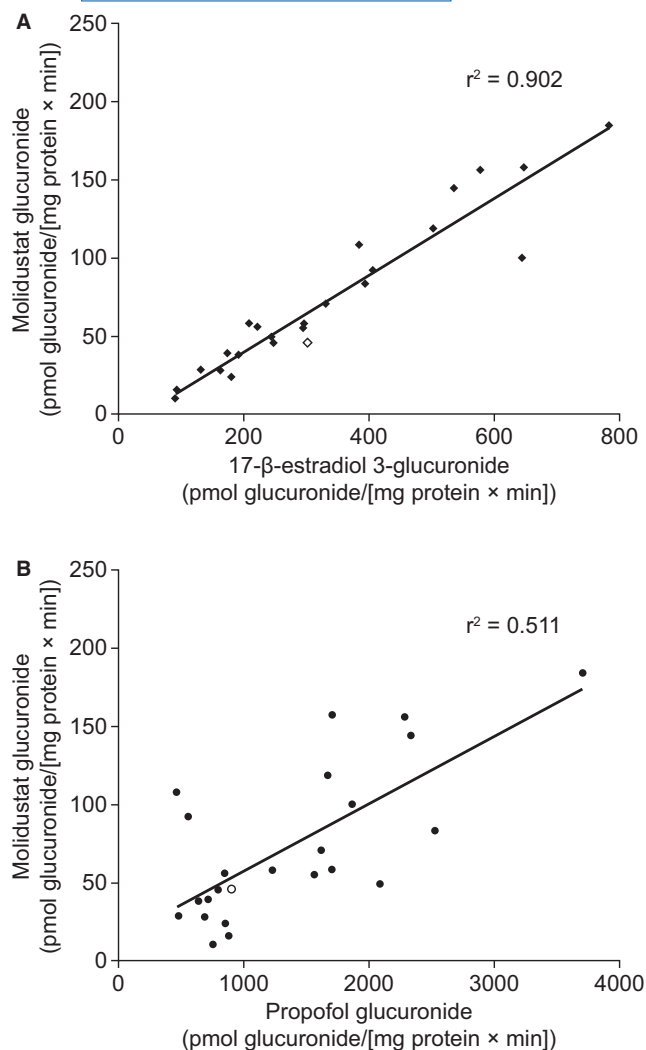 A
250
200
150
100
50
0
Molidustat glucuronide
(pmol glucuronide/[mg protein × min])
r² = 0.902
0 200 400 600 800
17-β-estradiol 3-glucuronide
(pmol glucuronide/[mg protein × min])
B
250
200
150
100
50
0
Molidustat glucuronide
(pmol glucuronide/[mg protein × min])
r² = 0.511
0 1000 2000 3000 4000
Propofol glucuronide
(pmol glucuronide/[mg protein × min])